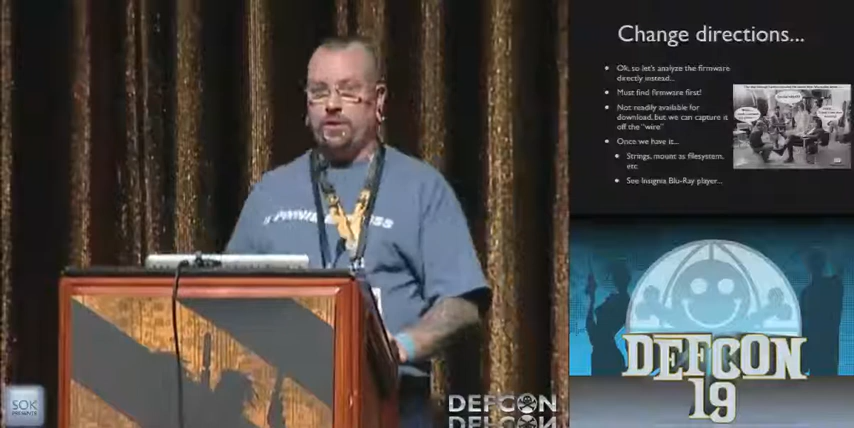 Change directions...
Ok, so let's analyze the firmware
directly instead...
Must find firmware first!
Not readily available for
download, but we can capture it
off the "wire"
Once we have it...
Strings, mount as filesystem,
etc
See Insignia Blu-Ray player...
DEFCON
19
DEFCON
SOK